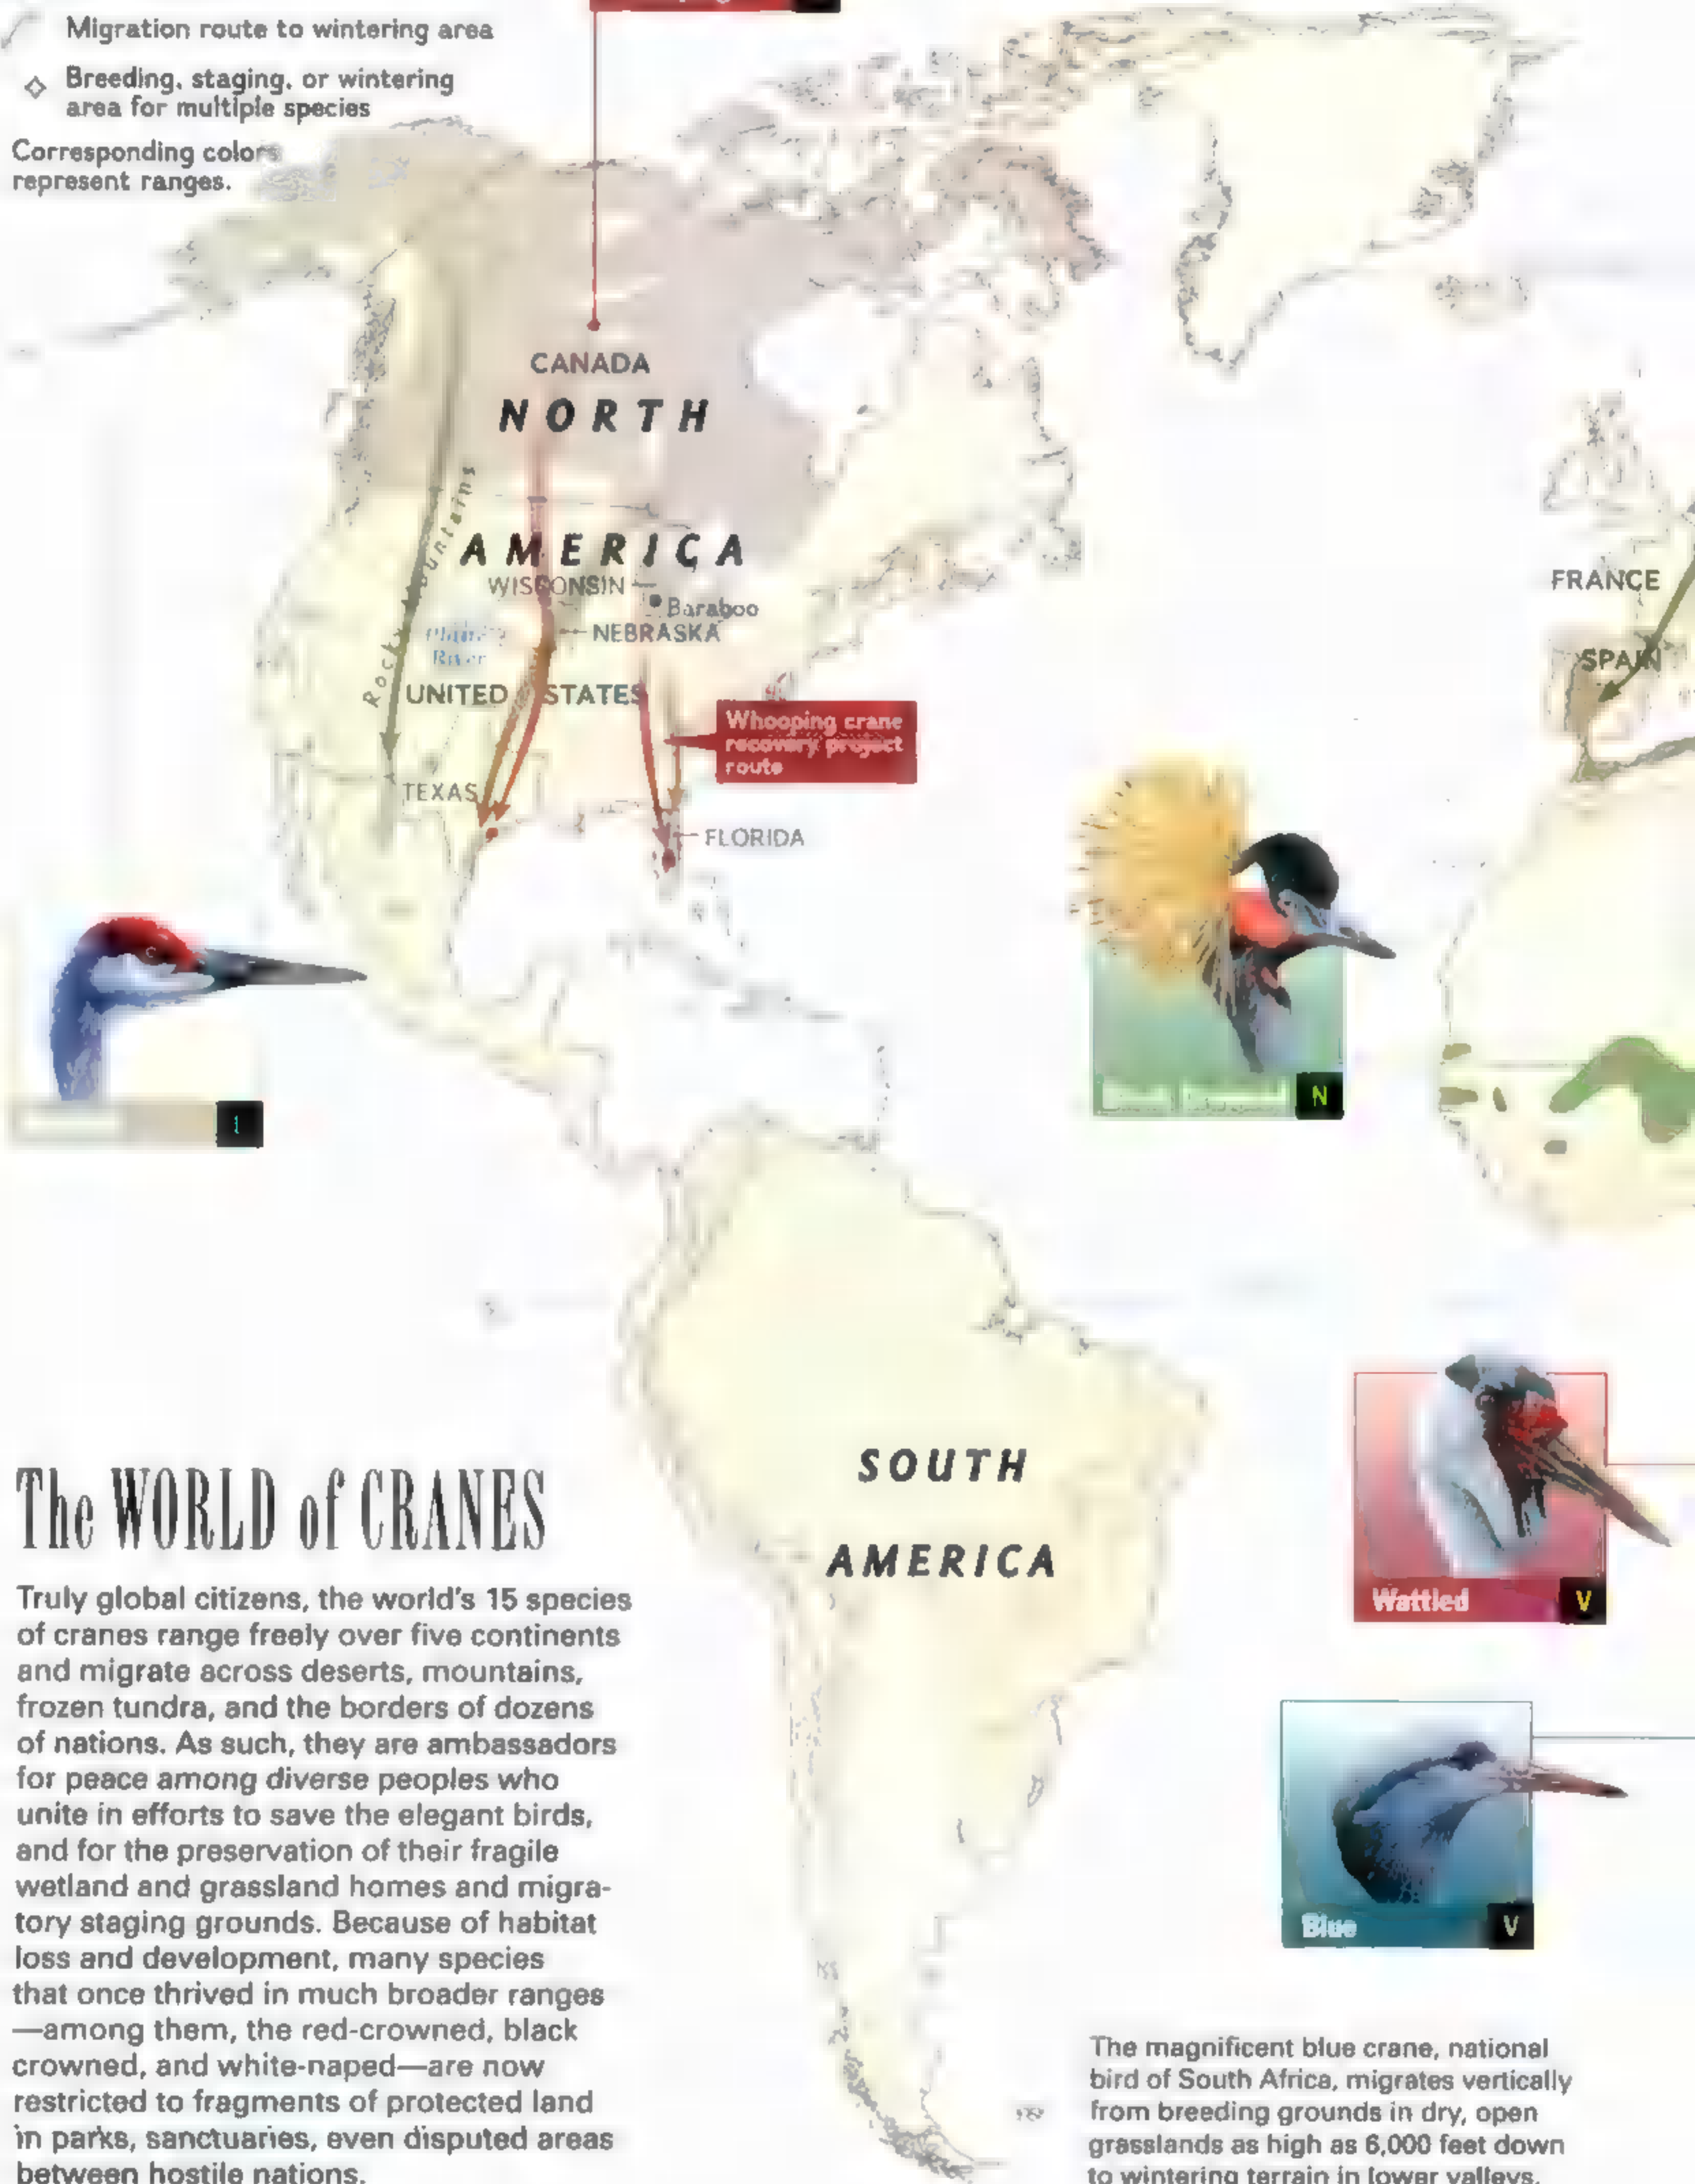 Migration route to wintering area
Breeding, staging, or wintering
area for multiple species
Corresponding colors
represent ranges.
CANADA
NORTH
AMERICA
Rocky Mountains
WISCONSIN
Baraboo
NEBRASKA
River
UNITED STATES
Whooping crane
recovery project
route
TEXAS
FLORIDA
FRANCE
SPAIN
N
SOUTH
AMERICA
Wattled V
Blue V
The WORLD of CRANES
Truly global citizens, the world's 15 species
of cranes range freely over five continents
and migrate across deserts, mountains,
frozen tundra, and the borders of dozens
of nations. As such, they are ambassadors
for peace among diverse peoples who
unite in efforts to save the elegant birds,
and for the preservation of their fragile
wetland and grassland homes and migra-
tory staging grounds. Because of habitat
loss and development, many species
that once thrived in much broader ranges
—among them, the red-crowned, black
crowned, and white-naped—are now
restricted to fragments of protected land
in parks, sanctuaries, even disputed areas
between hostile nations.
The magnificent blue crane, national
bird of South Africa, migrates vertically
from breeding grounds in dry, open
grasslands as high as 6,000 feet down
to wintering terrain in lower valleys.